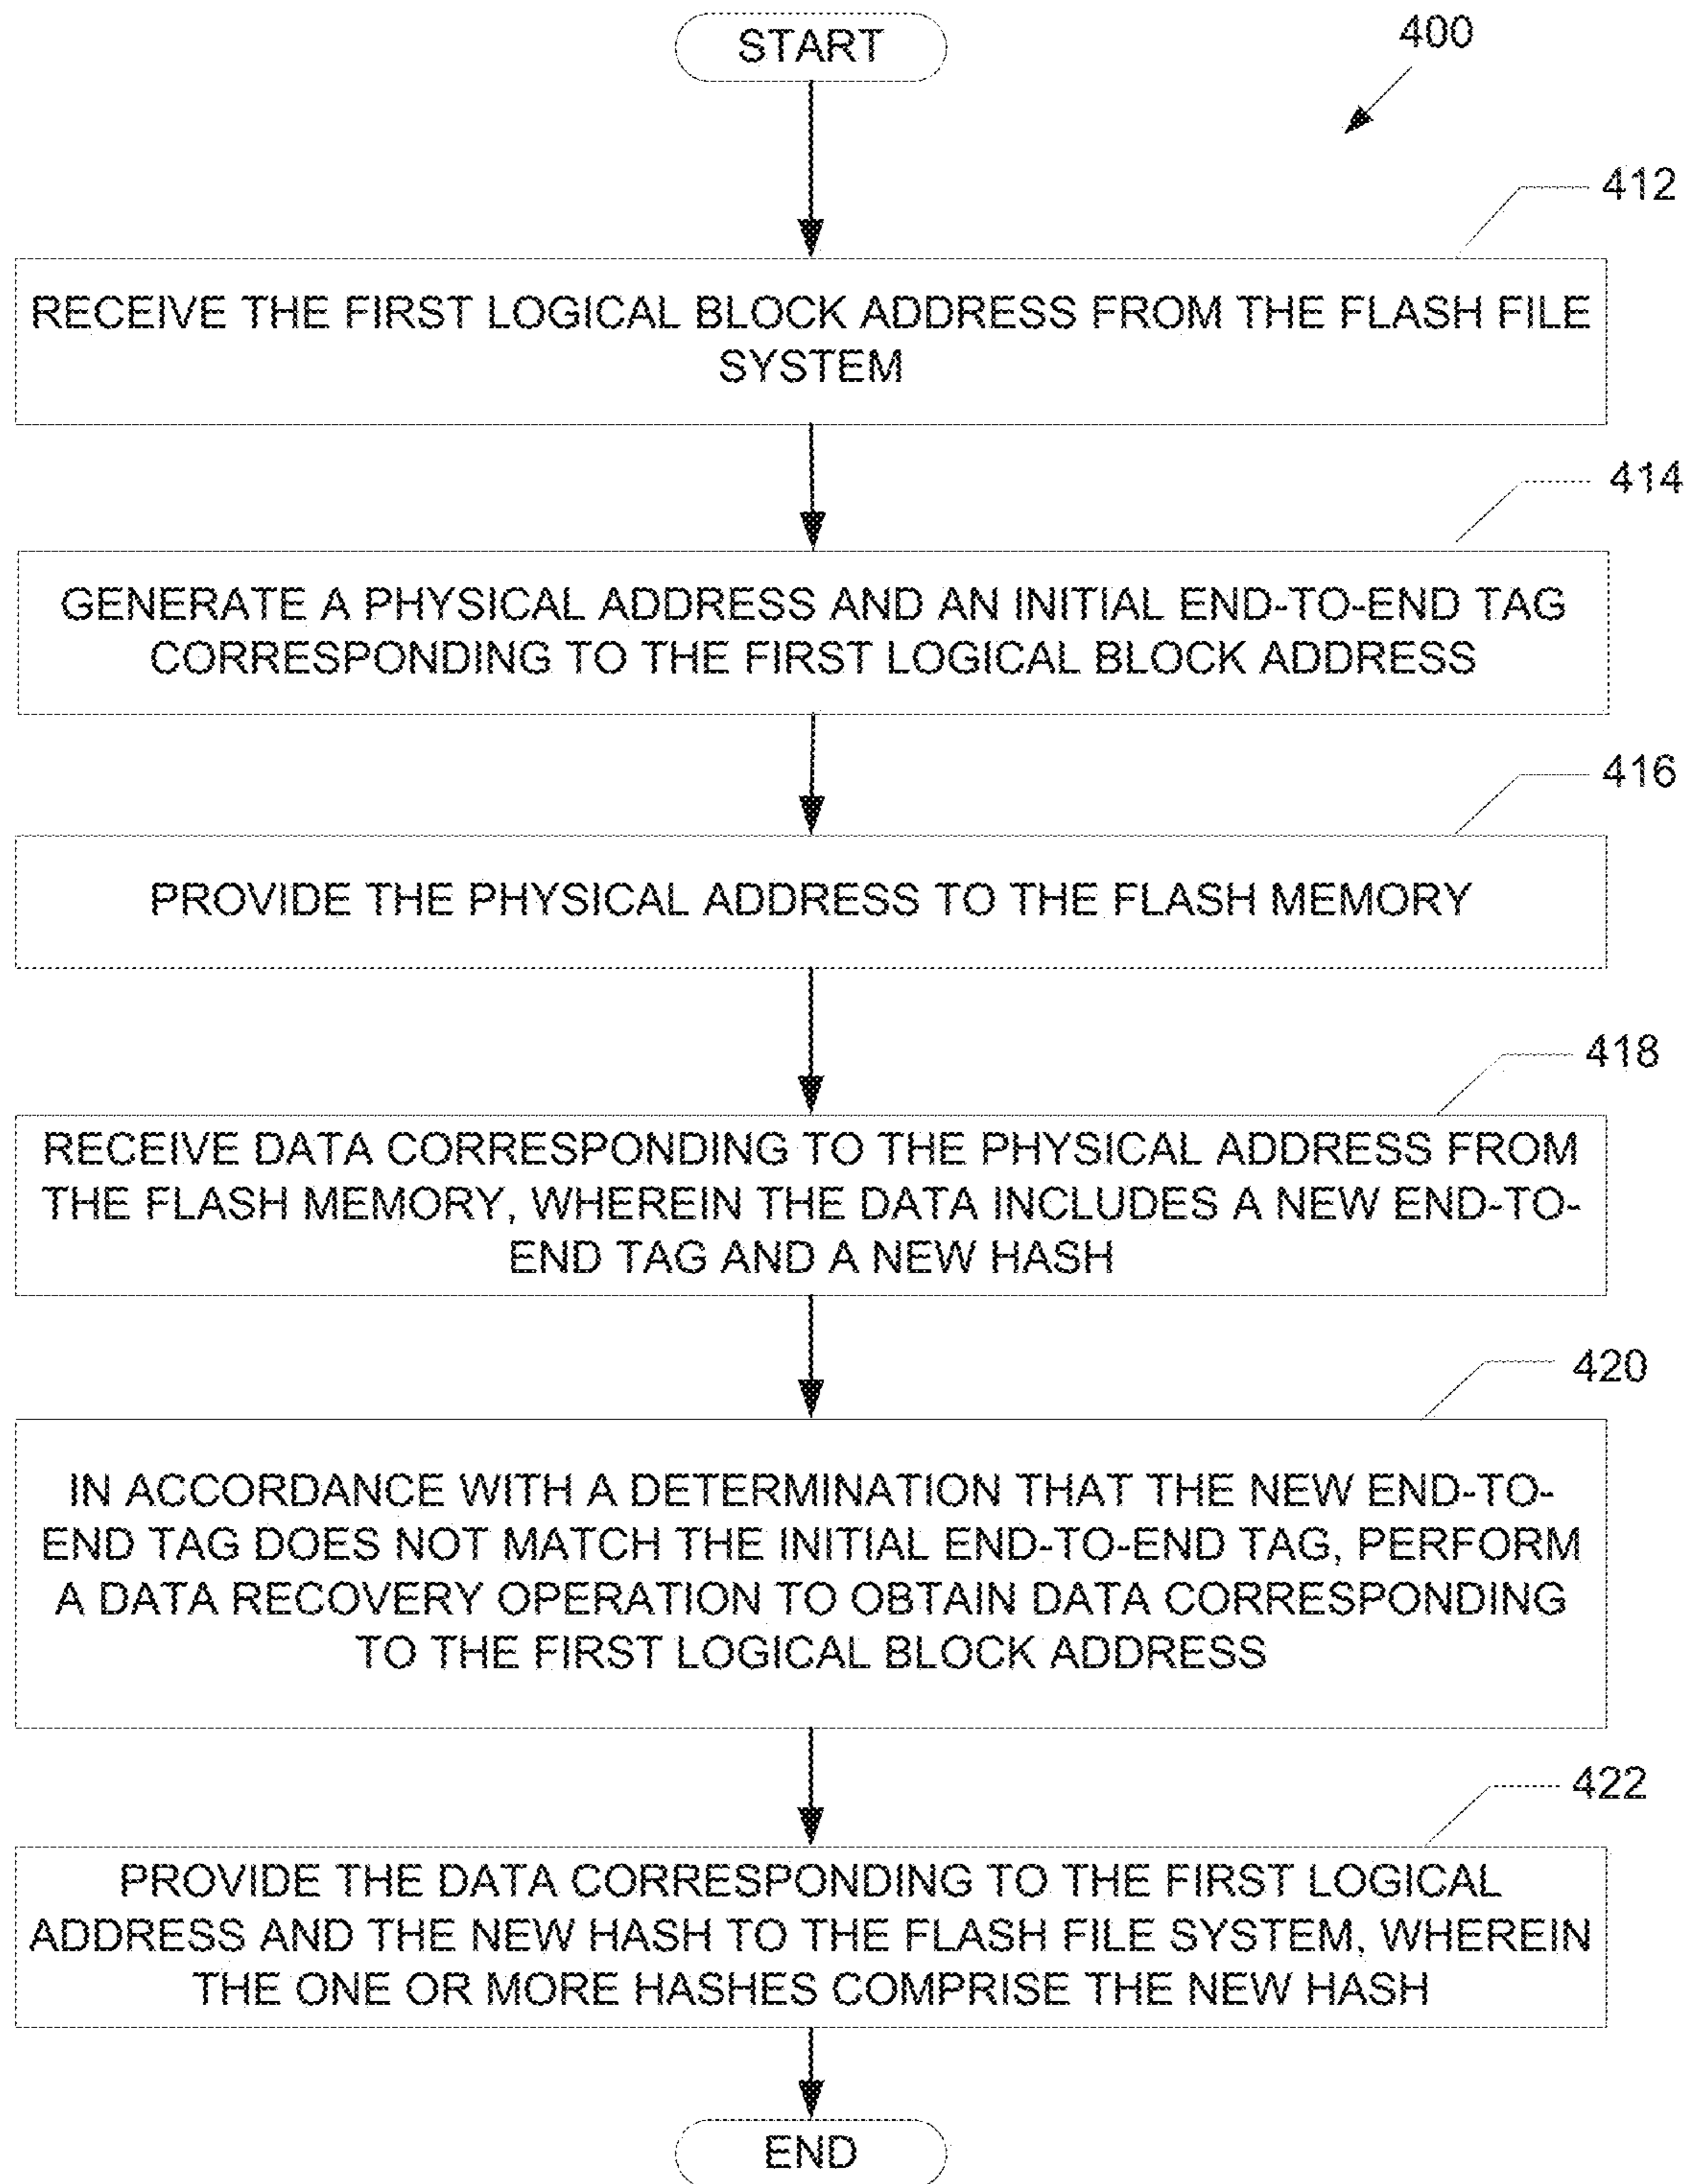 START
400
412
RECEIVE THE FIRST LOGICAL BLOCK ADDRESS FROM THE FLASH FILE
SYSTEM
414
GENERATE A PHYSICAL ADDRESS AND AN INITIAL END-TO-END TAG
CORRESPONDING TO THE FIRST LOGICAL BLOCK ADDRESS
416
PROVIDE THE PHYSICAL ADDRESS TO THE FLASH MEMORY
418
RECEIVE DATA CORRESPONDING TO THE PHYSICAL ADDRESS FROM
THE FLASH MEMORY, WHEREIN THE DATA INCLUDES A NEW END-TO-
END TAG AND A NEW HASH
420
IN ACCORDANCE WITH A DETERMINATION THAT THE NEW END-TO-
END TAG DOES NOT MATCH THE INITIAL END-TO-END TAG, PERFORM
A DATA RECOVERY OPERATION TO OBTAIN DATA CORRESPONDING
TO THE FIRST LOGICAL BLOCK ADDRESS
422
PROVIDE THE DATA CORRESPONDING TO THE FIRST LOGICAL
ADDRESS AND THE NEW HASH TO THE FLASH FILE SYSTEM, WHEREIN
THE ONE OR MORE HASHES COMPRISE THE NEW HASH
END